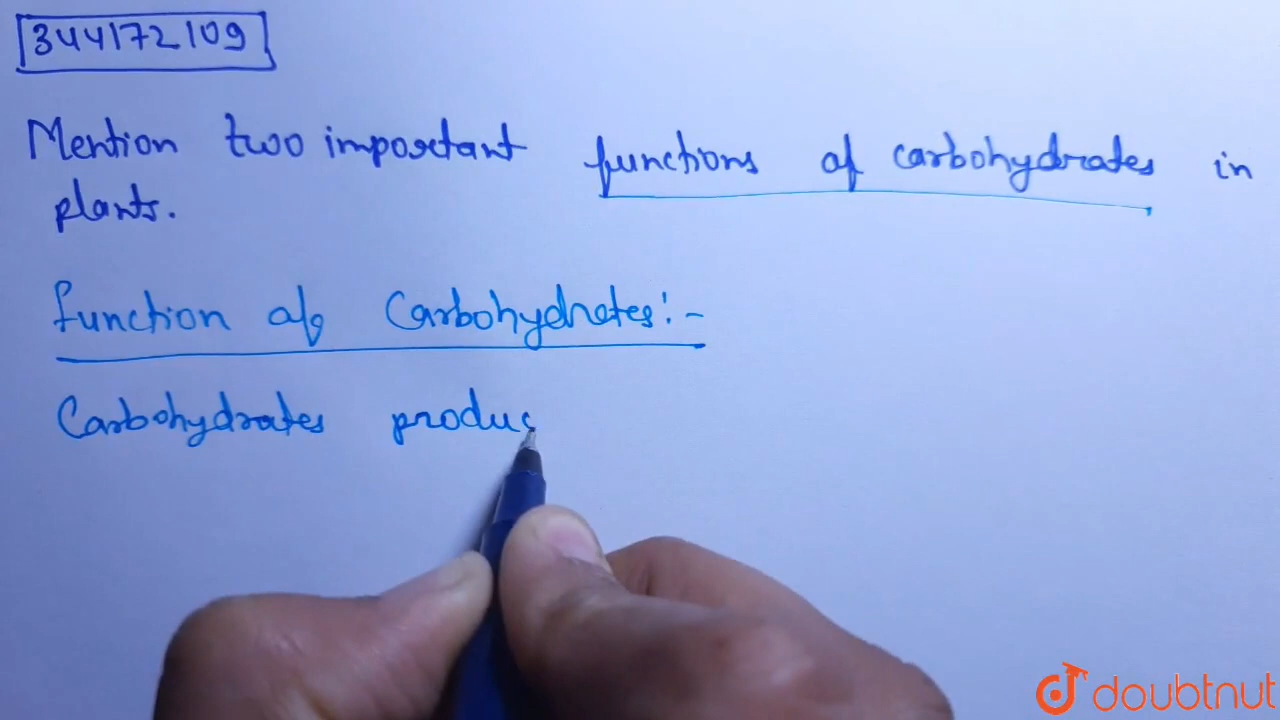 344172109
Mention two important functions of carbohydrates in
plants.
function of Carbohydrates:-
Carbohydrates produc
doubtnut